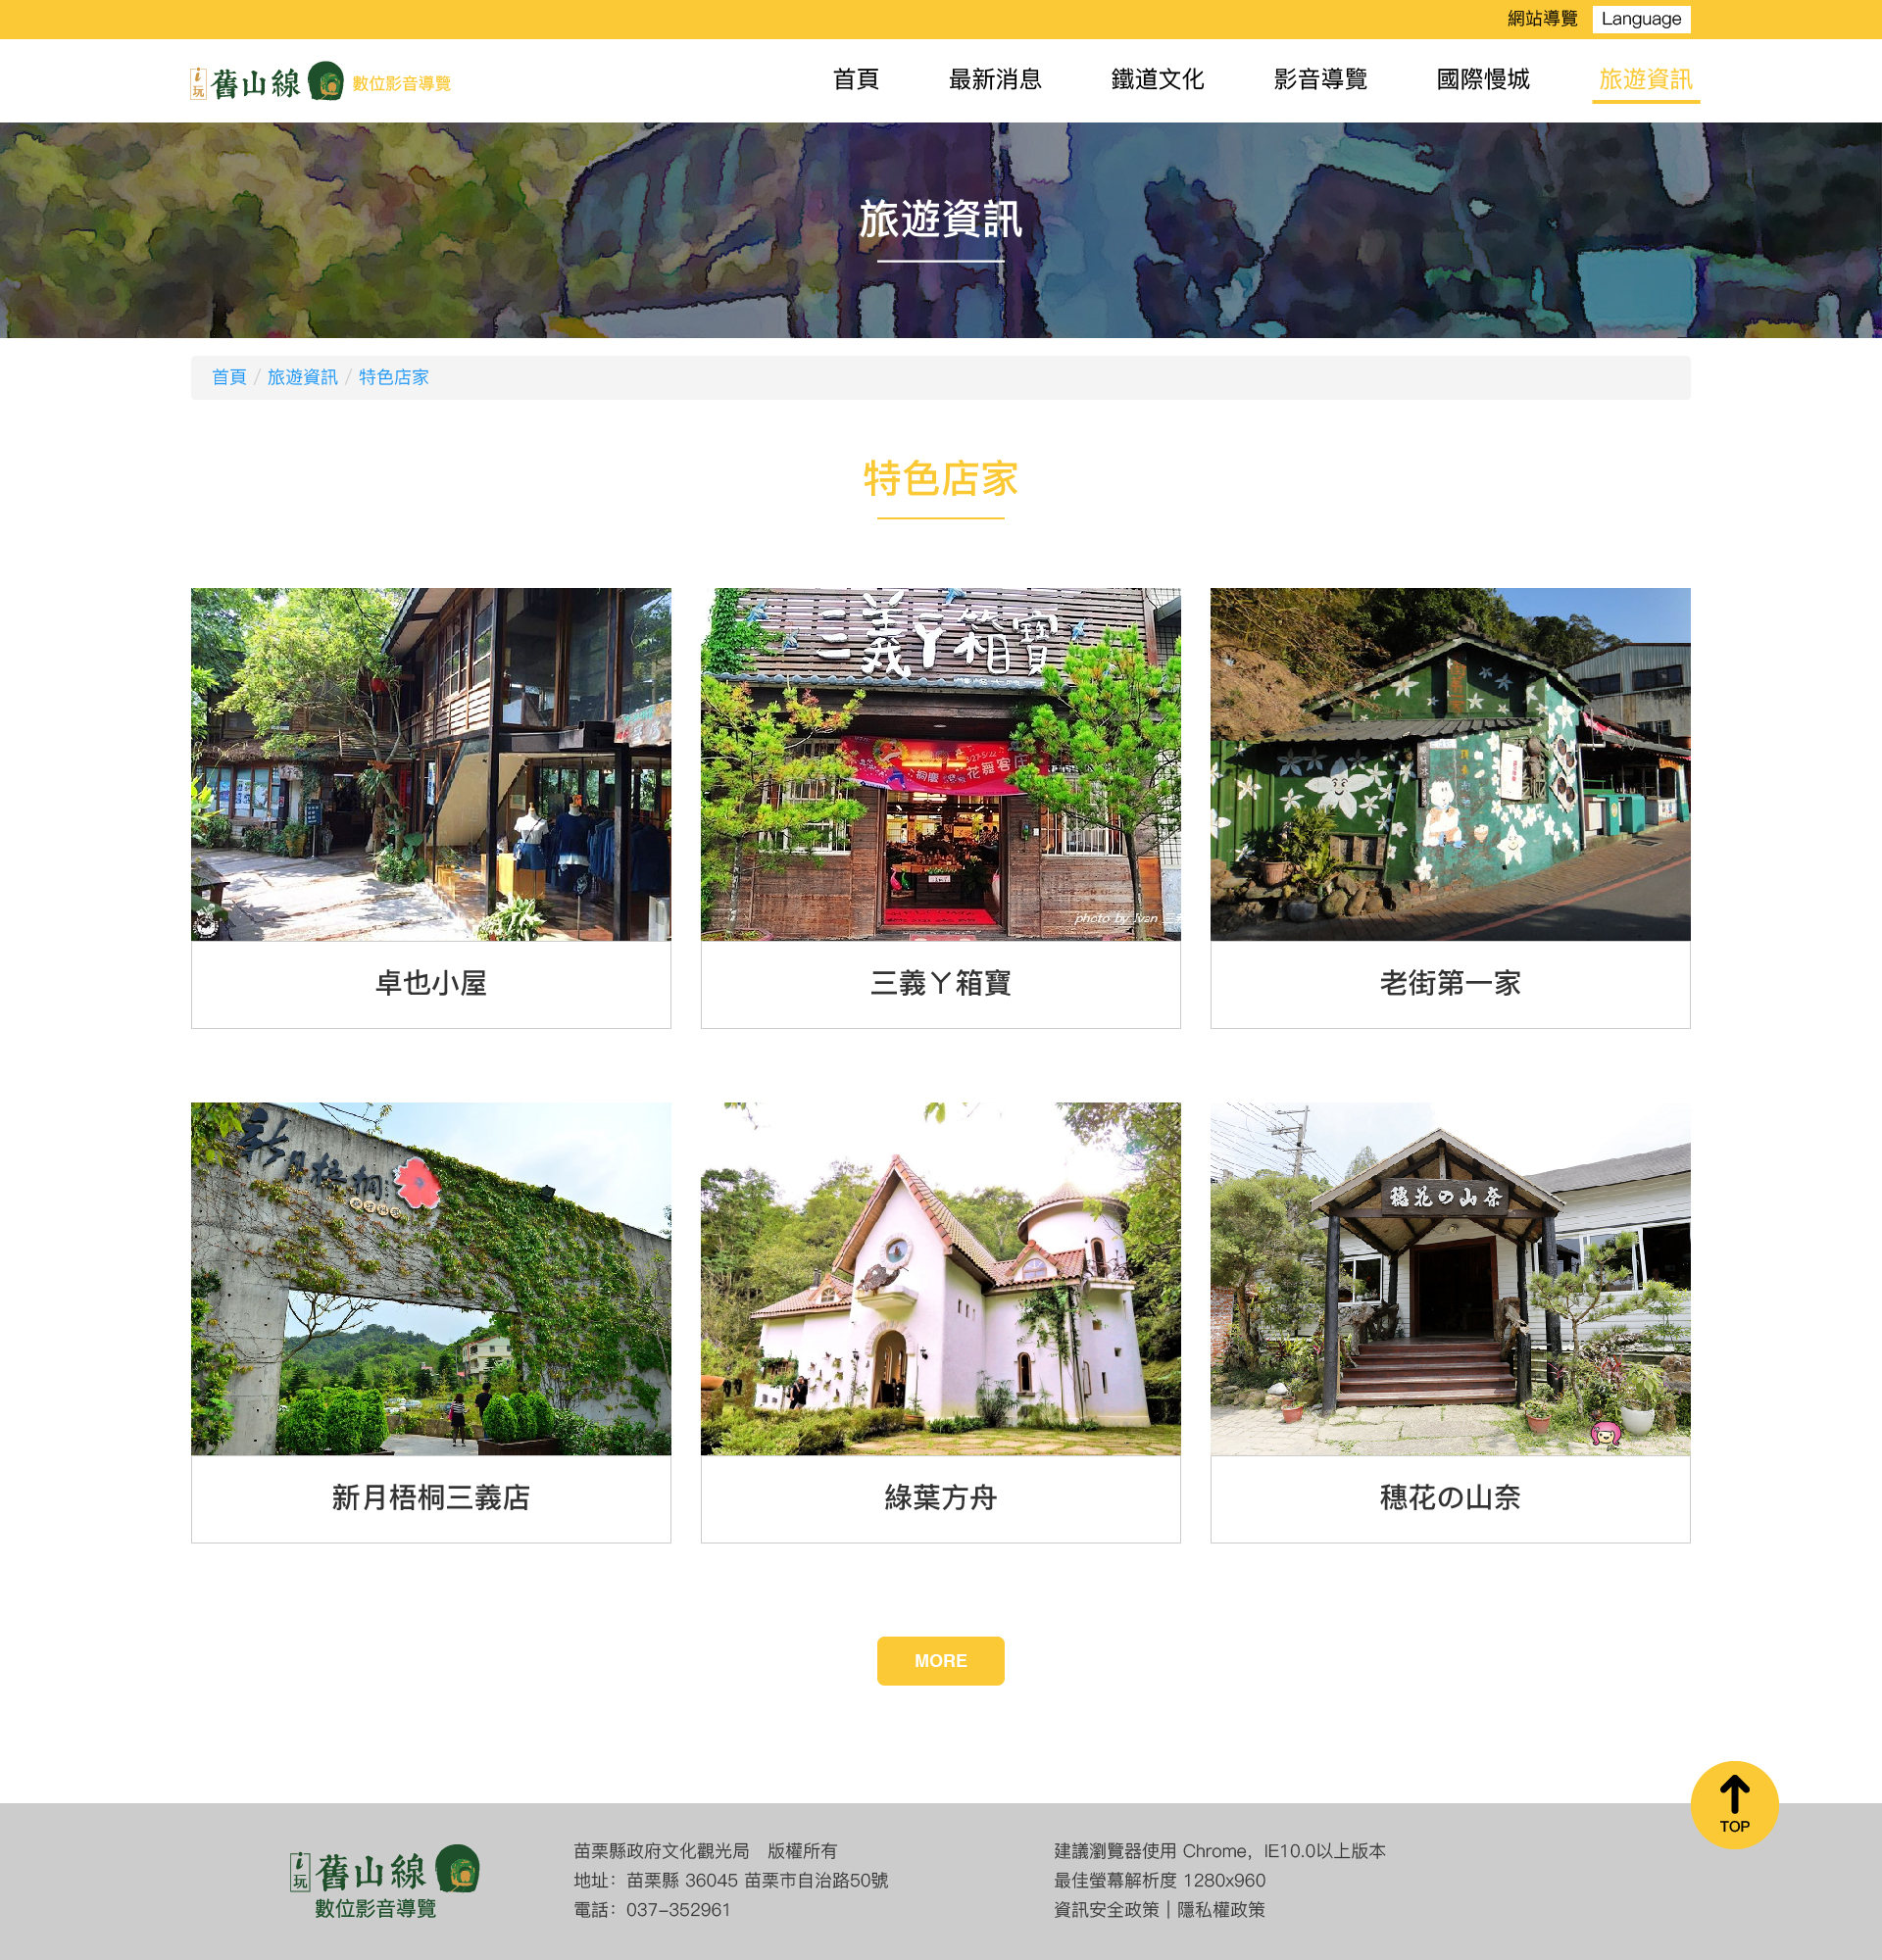 網站導覽 Language
i玩 舊山線 數位影音導覽
首頁 最新消息 鐵道文化 影音導覽 國際慢城 旅遊資訊
旅遊資訊
首頁 / 旅遊資訊 / 特色店家
特色店家
三義ㄚ箱寶
花舞客庄
photo by Ivan
卓也小屋
三義ㄚ箱寶
老街第一家
新月梧桐
穗花の山奈
新月梧桐三義店
綠葉方舟
穗花の山奈
MORE
TOP
i玩 舊山線
數位影音導覽
苗栗縣政府文化觀光局　版權所有
地址：苗栗縣 36045 苗栗市自治路50號
電話：037-352961
建議瀏覽器使用 Chrome，IE10.0以上版本
最佳螢幕解析度 1280x960
資訊安全政策 | 隱私權政策